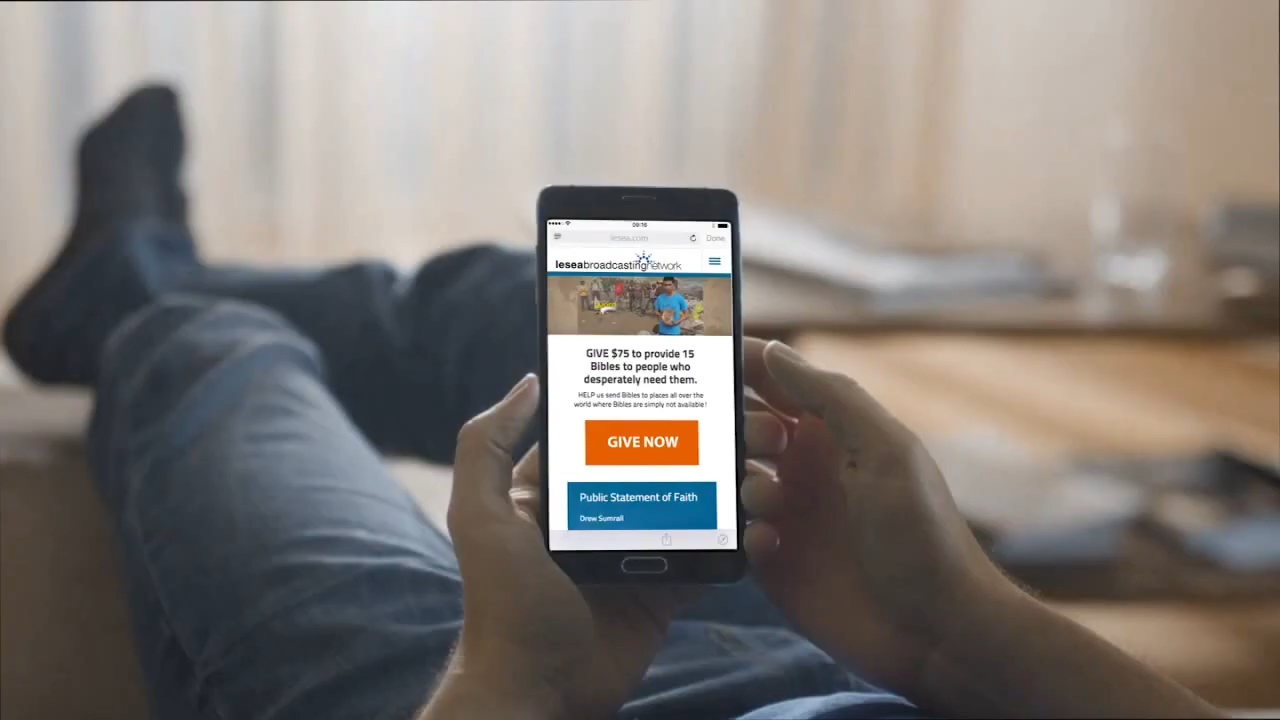 09:16
lesea.com
Done
leseabroadcastingnetwork
GIVE $75 to provide 15
Bibles to people who
desperately need them.
HELP us send Bibles to places all over the
world where Bibles are simply not available!
GIVE NOW
Public Statement of Faith
Drew Sumrall